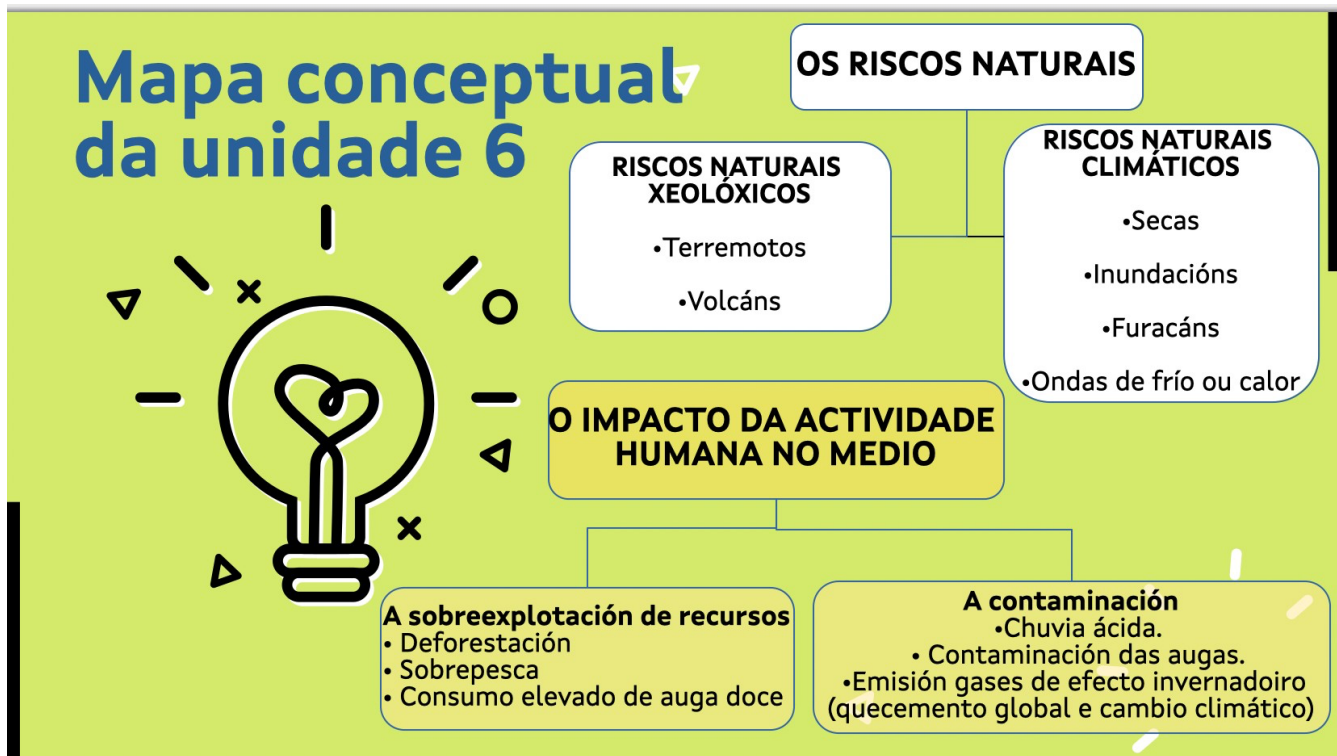 Mapa conceptual
da unidade 6
OS RISCOS NATURAIS
RISCOS NATURAIS
XEOLÓXICOS
•Terremotos
•Volcáns
RISCOS NATURAIS
CLIMÁTICOS
•Secas
•Inundacións
•Furacáns
•Ondas de frío ou calor
O IMPACTO DA ACTIVIDADE
HUMANA NO MEDIO
A sobreexplotación de recursos
• Deforestación
• Sobrepesca
• Consumo elevado de auga doce
A contaminación
•Chuvia ácida.
• Contaminación das augas.
•Emisión gases de efecto invernadoiro
(quecemento global e cambio climático)